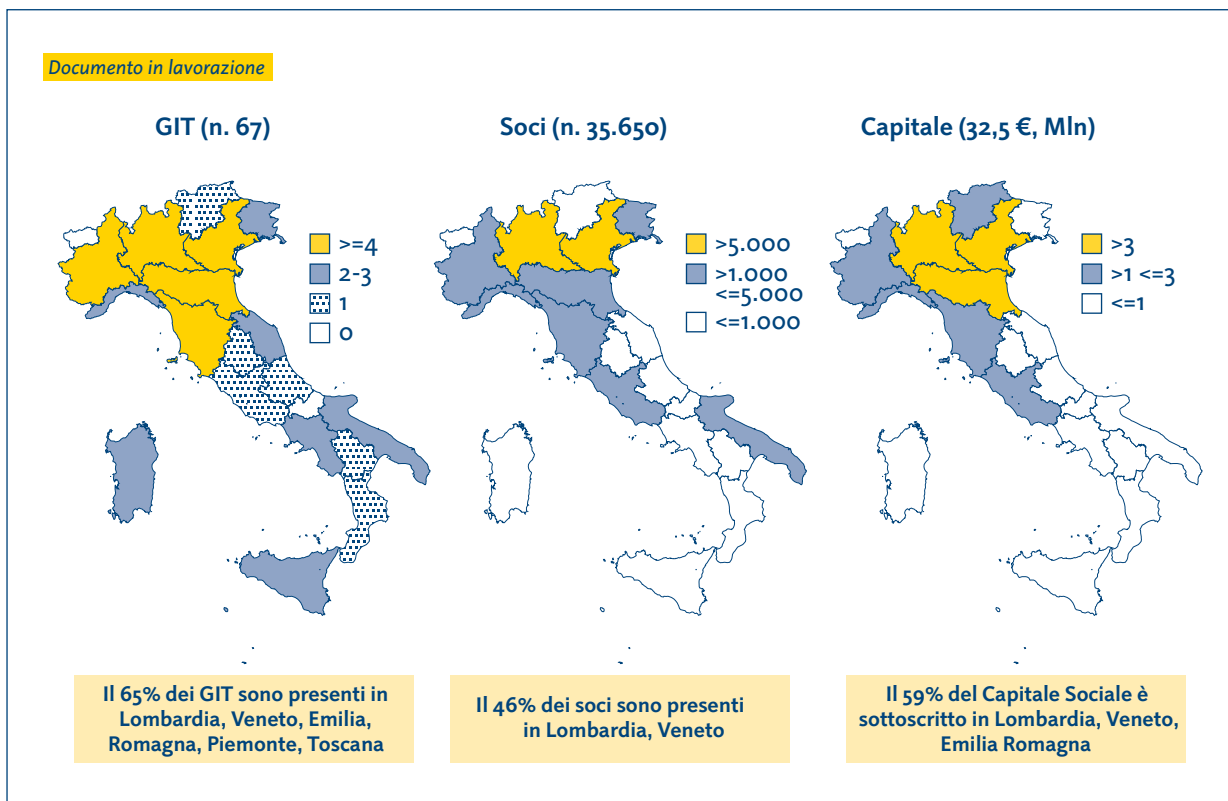 Documento in lavorazione
GIT (n. 67)
>=4
2-3
1
0
Il 65% dei GIT sono presenti in
Lombardia, Veneto, Emilia,
Romagna, Piemonte, Toscana
Soci (n. 35.650)
>5.000
>1.000
<=5.000
<=1.000
Il 46% dei soci sono presenti
in Lombardia, Veneto
Capitale (32,5 €, Mln)
>3
>1 <=3
<=1
Il 59% del Capitale Sociale è
sottoscritto in Lombardia, Veneto,
Emilia Romagna